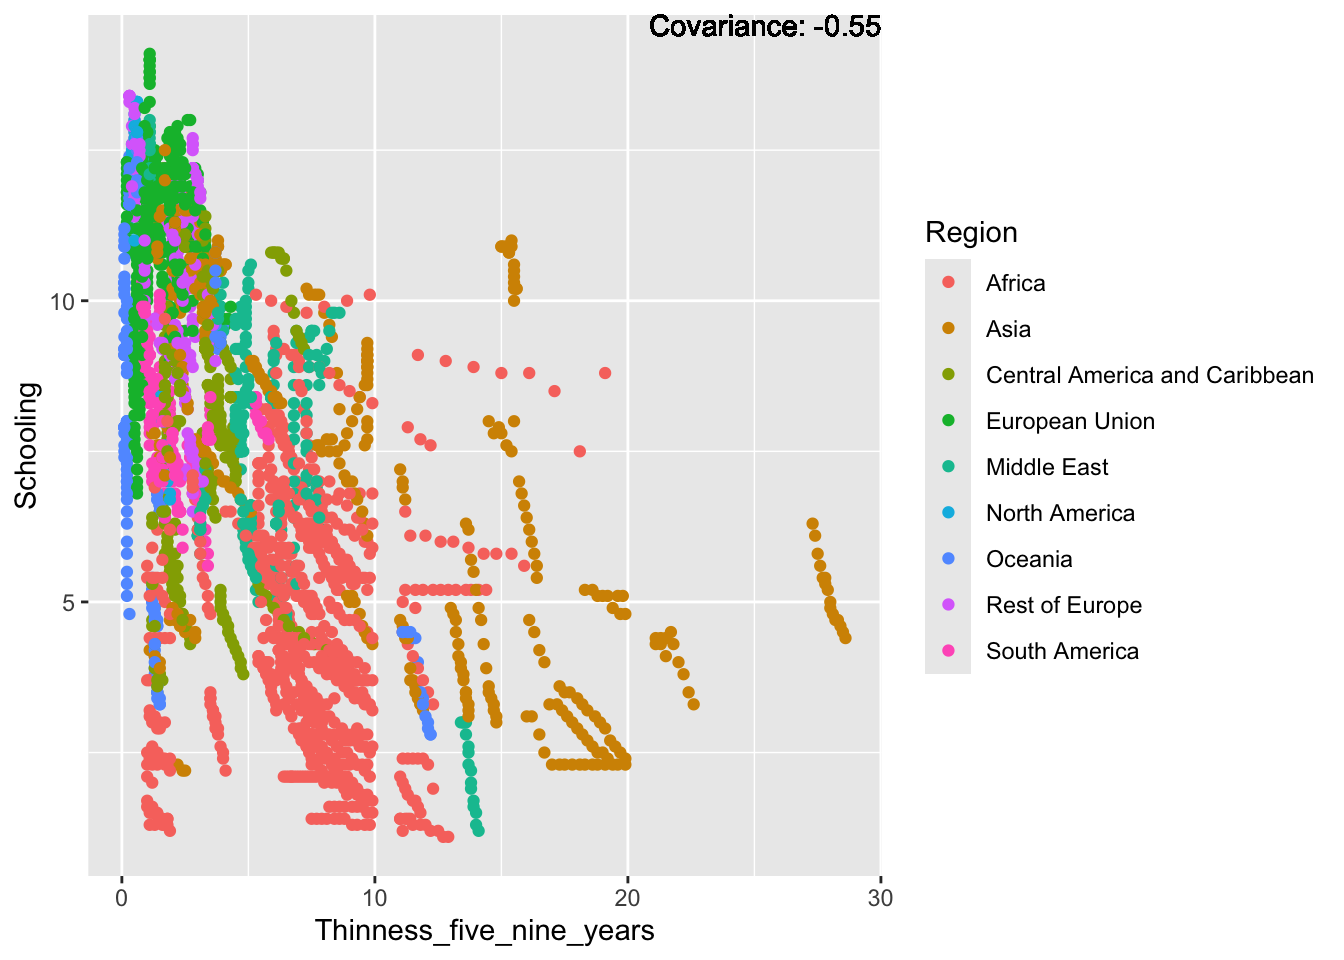 Covariance: -0.55
Schooling
10
5
0
10
20
30
Thinness_five_nine_years
Region
Africa
Asia
Central America and Caribbean
European Union
Middle East
North America
Oceania
Rest of Europe
South America